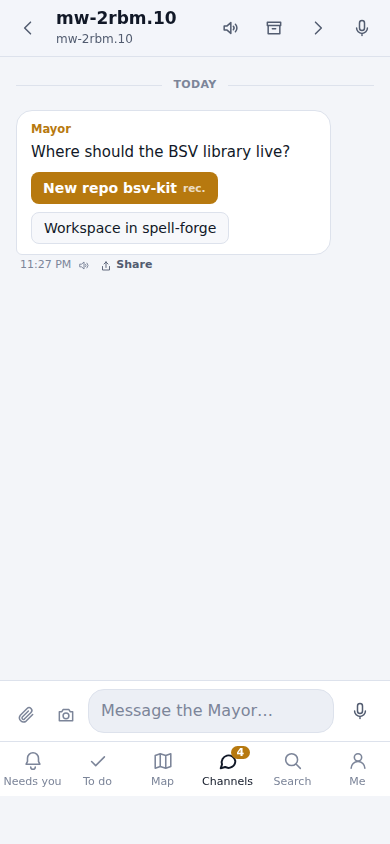 mw-2rbm.10
mw-2rbm.10
TODAY
Mayor
Where should the BSV library live?
New repo bsv-kit rec.
Workspace in spell-forge
11:27 PM Share
Message the Mayor…
4
Needs you To do Map Channels Search Me